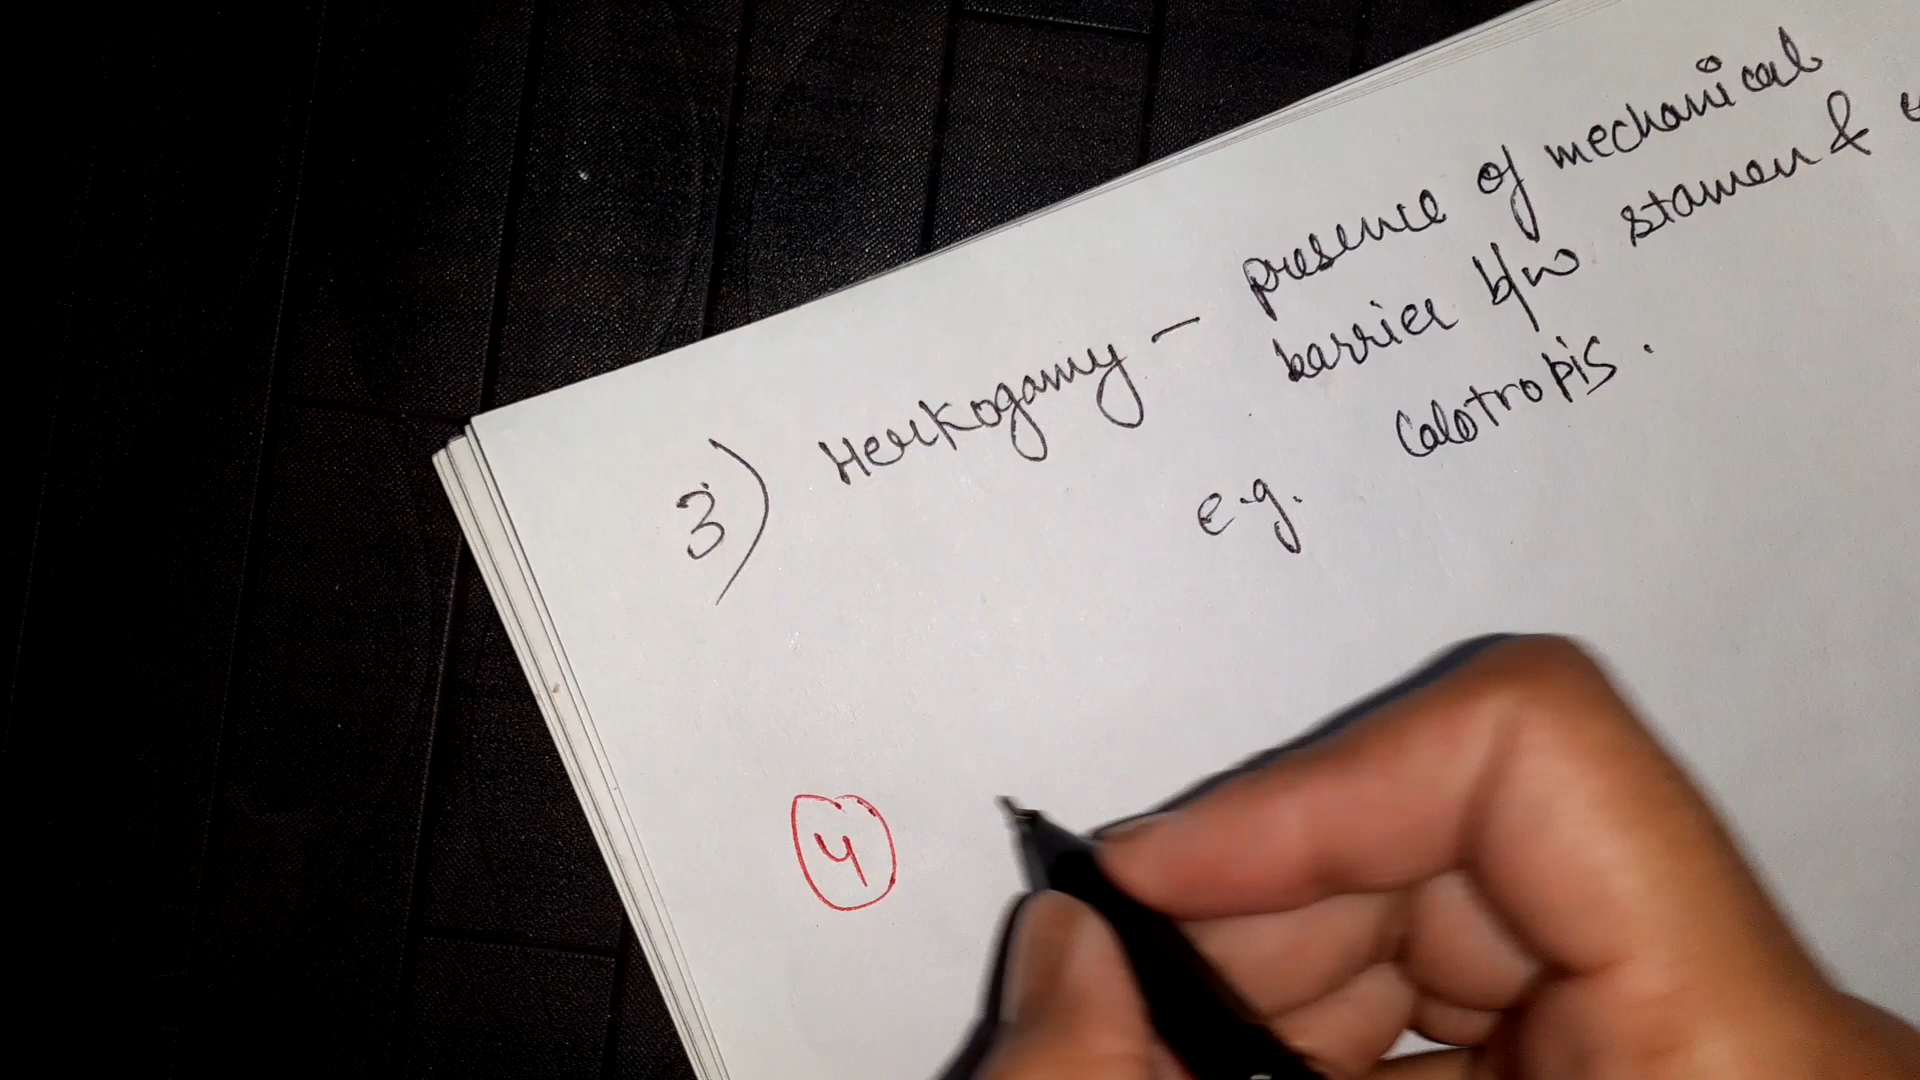 3) Herkogamy - presence of mechanical
barrier b/w stamen &
e.g. Calotropis.
4